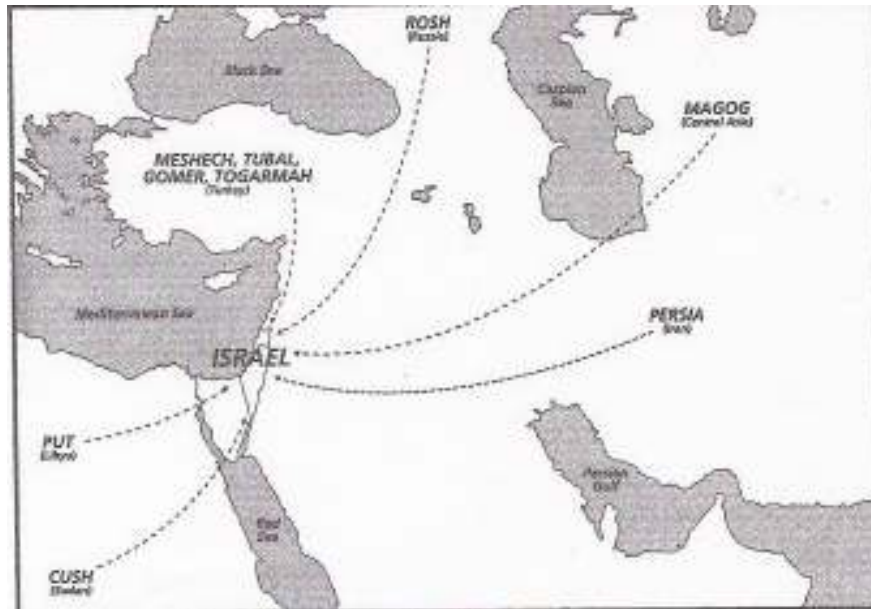 ROSH
(Russia)
Black Sea
Caspian
Sea
MAGOG
(Central Asia)
MESHECH, TUBAL,
GOMER, TOGARMAH
(Turkey)
Mediterranean Sea
PERSIA
(Iran)
ISRAEL
PUT
(Libya)
Persian
Gulf
Red
Sea
CUSH
(Sudan)